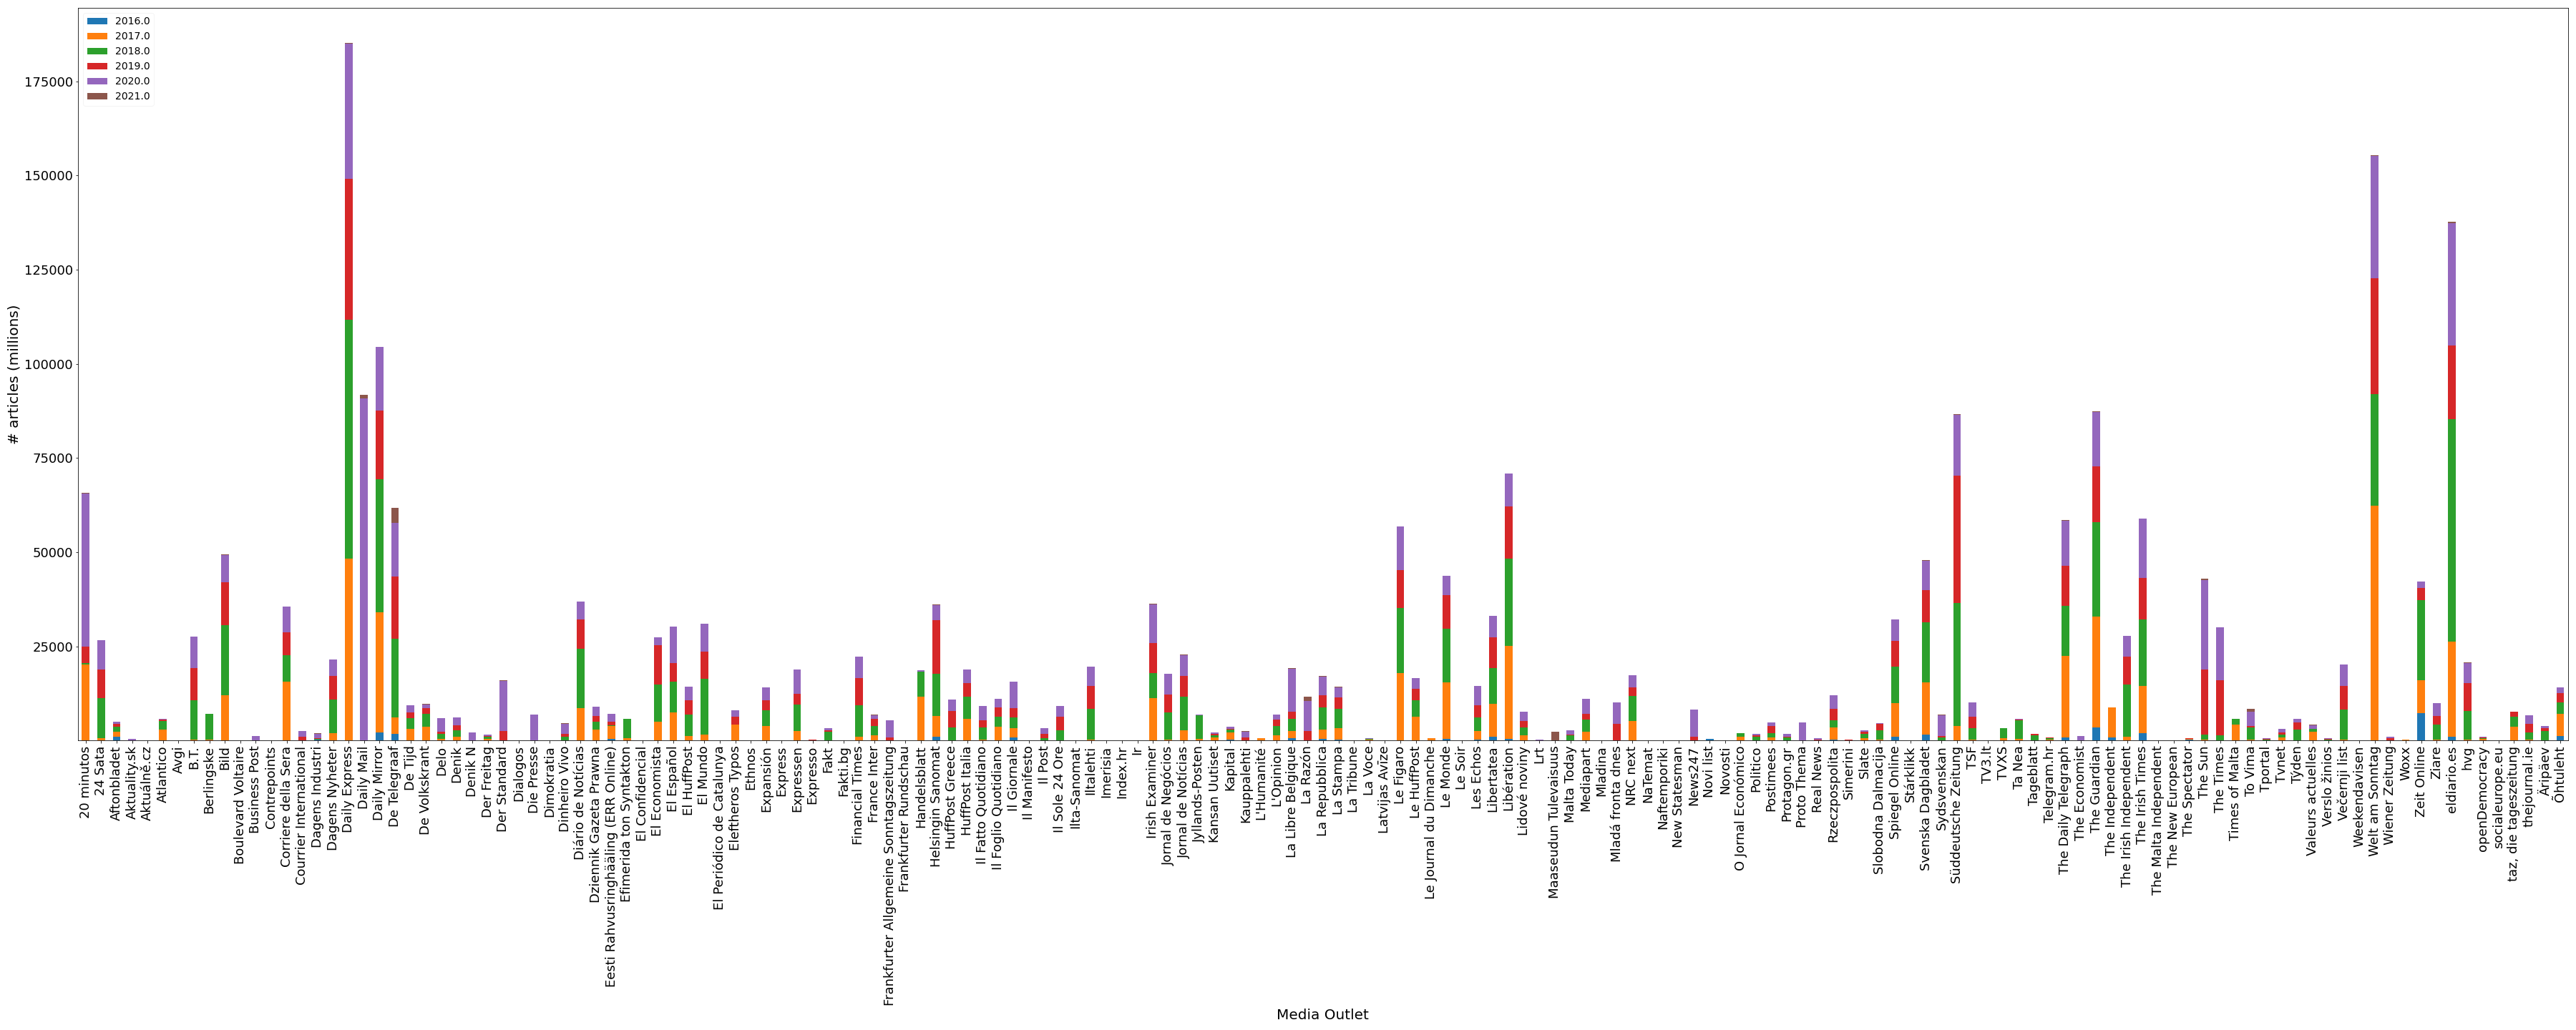 2016.0
2017.0
2018.0
2019.0
2020.0
2021.0
175000
150000
125000
100000
75000
50000
25000
# articles (millions)
20 minutos
24 Sata
Aftonbladet
Aktuality.sk
Aktuálně.cz
Atlantico
Avgi
B.T.
Berlingske
Bild
Boulevard Voltaire
Business Post
Contrepoints
Corriere della Sera
Courrier International
Dagens Industri
Dagens Nyheter
Daily Express
Daily Mail
Daily Mirror
De Telegraaf
De Tijd
De Volkskrant
Delo
Denik
Denik N
Der Freitag
Der Standard
Dialogos
Die Presse
Dimokratia
Dinheiro Vivo
Diário de Notícias
Dziennik Gazeta Prawna
Eesti Rahvusringhääling (ERR Online)
Efimerida ton Syntakton
El Confidencial
El Economista
El Español
El HuffPost
El Mundo
El Periódico de Catalunya
Eleftheros Typos
Ethnos
Expansión
Express
Expressen
Expresso
Fakt
Fakti.bg
Financial Times
France Inter
Frankfurter Allgemeine Sonntagszeitung
Frankfurter Rundschau
Handelsblatt
Helsingin Sanomat
HuffPost Greece
HuffPost Italia
Il Fatto Quotidiano
Il Foglio Quotidiano
Il Giornale
Il Manifesto
Il Post
Il Sole 24 Ore
Ilta-Sanomat
Iltalehti
Imerisia
Index.hr
Ir
Irish Examiner
Jornal de Negócios
Jornal de Notícias
Jyllands-Posten
Kansan Uutiset
Kapital
Kauppalehti
L'Humanité
L'Opinion
La Libre Belgique
La Razón
La Repubblica
La Stampa
La Tribune
La Voce
Latvijas Avīze
Le Figaro
Le HuffPost
Le Journal du Dimanche
Le Monde
Le Soir
Les Echos
Libertatea
Libération
Lidové noviny
Lrt
Maaseudun Tulevaisuus
Malta Today
Mediapart
Mladina
Mladá fronta dnes
NRC next
NaTemat
Naftemporiki
New Statesman
News247
Novi list
Novosti
O Jornal Económico
Politico
Postimees
Protagon.gr
Proto Thema
Real News
Rzeczpospolita
Sinerimi
Slate
Slobodna Dalmacija
Spiegel Online
Stárklikk
Svenska Dagbladet
Sydsvenskan
Süddeutsche Zeitung
TSF
TV3.lt
TVXS
Ta Nea
Tageblatt
Telegram.hr
The Daily Telegraph
The Economist
The Guardian
The Independent
The Irish Independent
The Irish Times
The Malta Independent
The New European
The Spectator
The Sun
The Times
Times of Malta
To Vima
Tportal
Tvnet
Týden
Valeurs actuelles
Verslo žinios
Večernji list
Weekendavisen
Welt am Sonntag
Wiener Zeitung
Woxx
Zeit Online
Ziare
eldiario.es
hvg
openDemocracy
socialeurope.eu
taz, die tageszeitung
thejournal.ie
Äripäev
Õhtuleht
Media Outlet